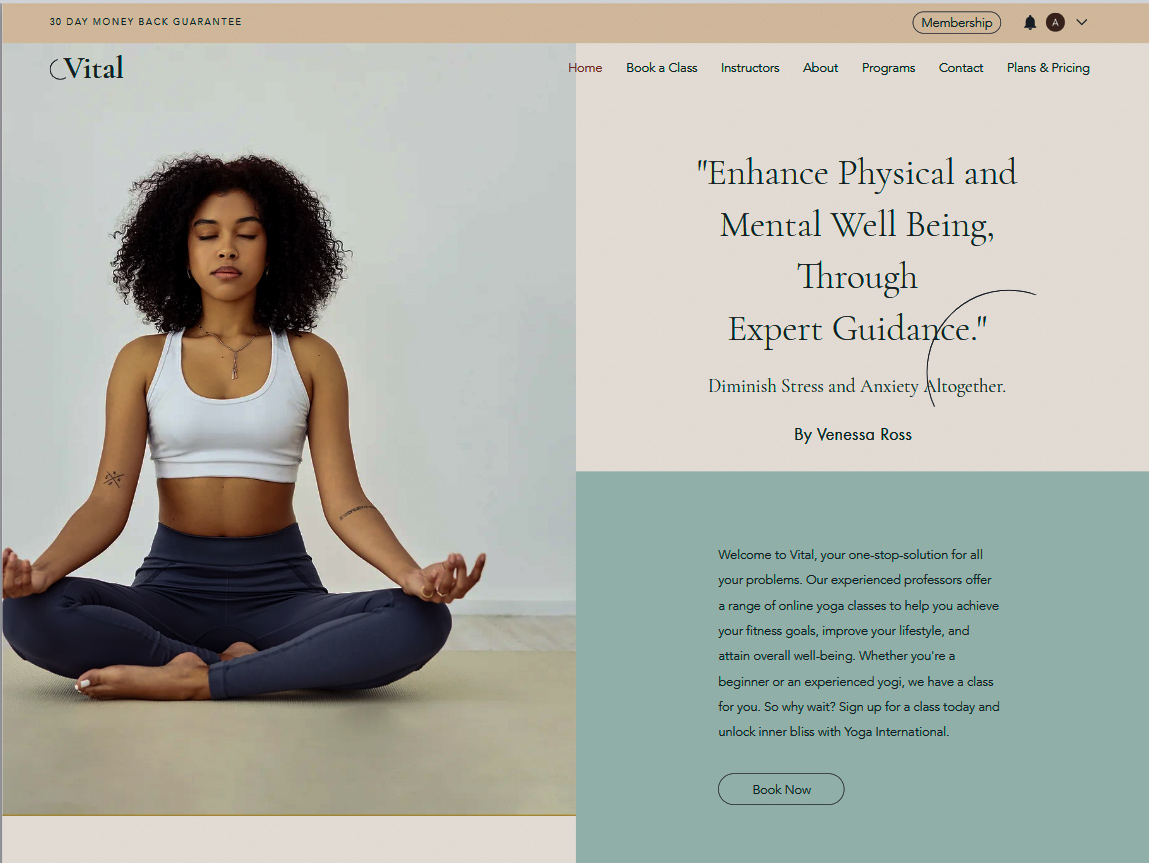 30 DAY MONEY BACK GUARANTEE
Membership
A
Vital
Home Book a Class Instructors About Programs Contact Plans & Pricing
"Enhance Physical and
Mental Well Being,
Through
Expert Guidance."
Diminish Stress and Anxiety Altogether.
By Venessa Ross
Welcome to Vital, your one-stop-solution for all
your problems. Our experienced professors offer
a range of online yoga classes to help you achieve
your fitness goals, improve your lifestyle, and
attain overall well-being. Whether you're a
beginner or an experienced yogi, we have a class
for you. So why wait? Sign up for a class today and
unlock inner bliss with Yoga International.
Book Now